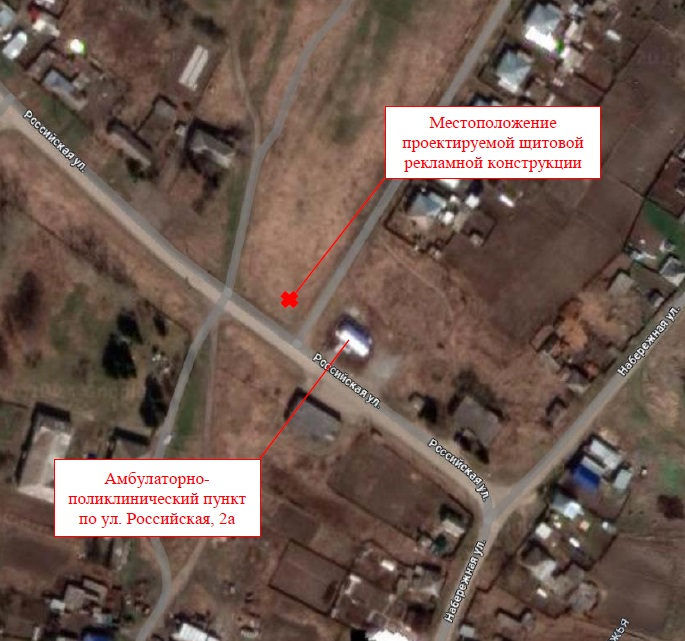 Российская ул.
Местоположение
проектируемой щитовой
рекламной конструкции
Набережная ул.
Российская ул.
Российская ул.
Амбулаторно-
поликлинический пункт
по ул. Российская, 2а
Набережная ул.